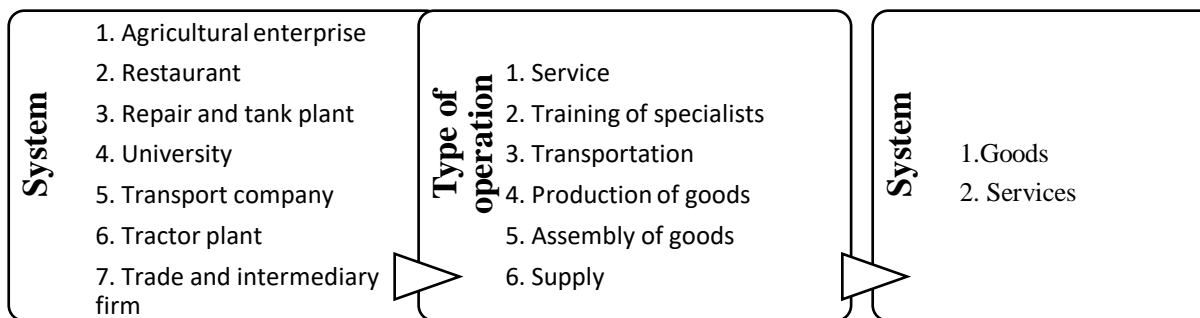 System
1. Agricultural enterprise
2. Restaurant
3. Repair and tank plant
4. University
5. Transport company
6. Tractor plant
7. Trade and intermediary
firm
Type of
operation
1. Service
2. Training of specialists
3. Transportation
4. Production of goods
5. Assembly of goods
6. Supply
System
1.Goods
2. Services